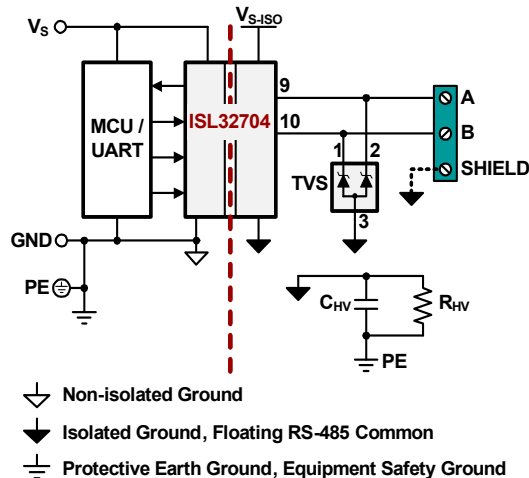 VS
VS-ISO
9
A
MCU /
UART
ISL32704
10
B
1
2
TVS
SHIELD
3
GND
PE
CHV
RHV
PE
Non-isolated Ground
Isolated Ground, Floating RS-485 Common
Protective Earth Ground, Equipment Safety Ground